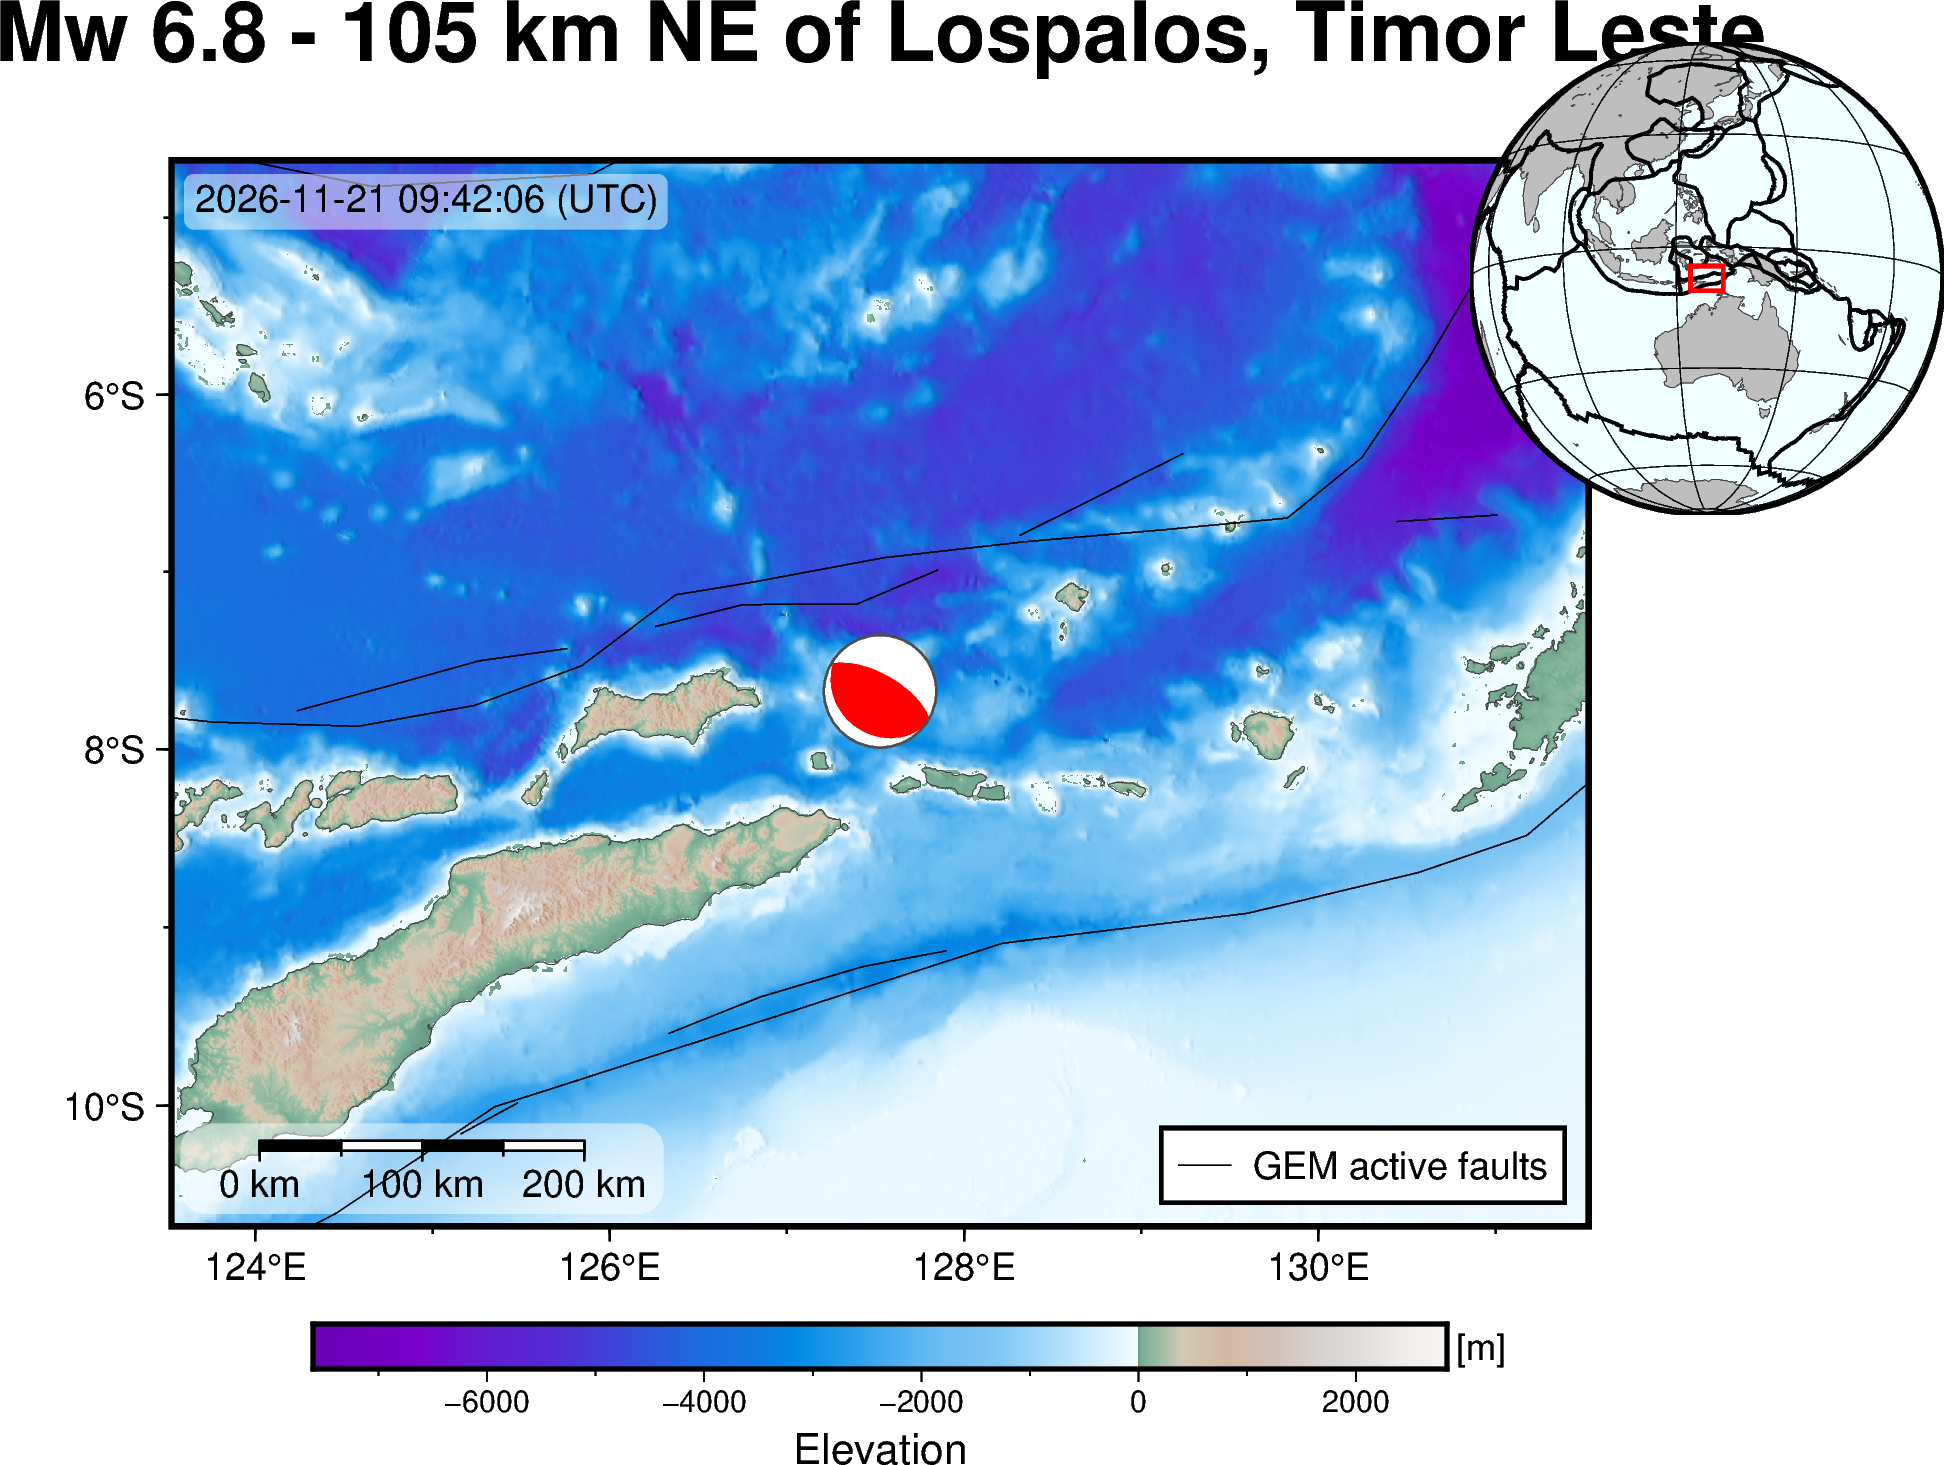 Mw 6.8 - 105 km NE of Lospalos, Timor Leste
2026-11-21 09:42:06 (UTC)
6°S
8°S
10°S
0 km 100 km 200 km
GEM active faults
124°E 126°E 128°E 130°E
[m]
−6000 −4000 −2000 0 2000
Elevation